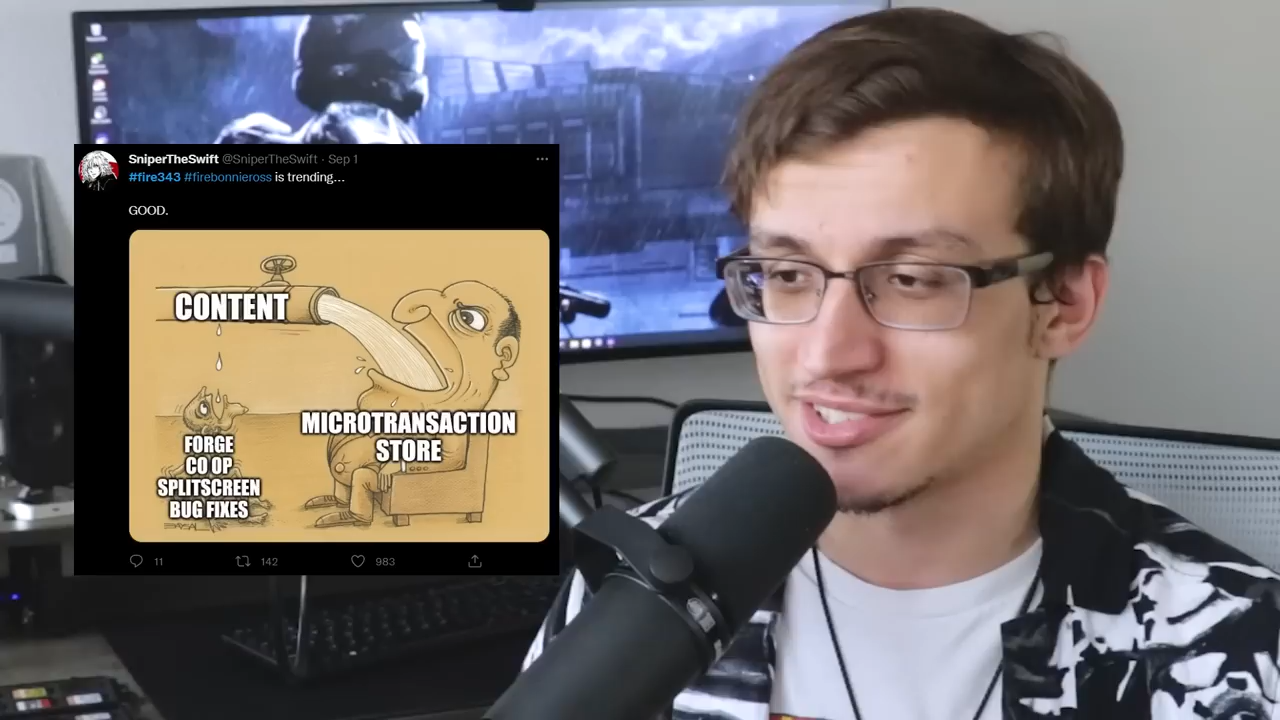 SniperTheSwift @SniperTheSwift · Sep 1
#fire343 #firebonnieross is trending...
GOOD.
CONTENT
MICROTRANSACTION
STORE
FORGE
CO OP
SPLITSCREEN
BUG FIXES
11 142 983